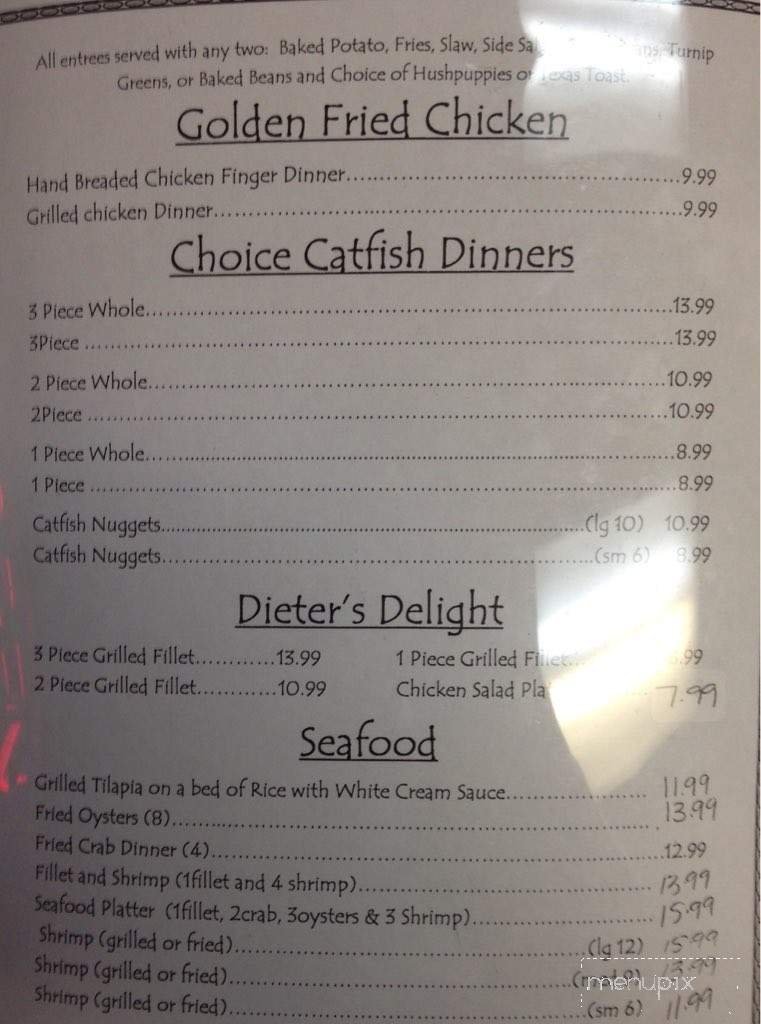 All entrees served with any two: Baked Potato, Fries, Slaw, Side Turnip
Greens, or Baked Beans and Choice of Hushpuppies or Texas Toast.
Golden Fried Chicken
Hand Breaded Chicken Finger Dinner.............................................9.99
Grilled chicken Dinner.............................................9.99
Choice Catfish Dinners
3 Piece Whole.............................................13.99
3Piece .............................................13.99
2 Piece Whole.............................................10.99
2Piece .............................................10.99
1 Piece Whole.............................................8.99
1 Piece .............................................8.99
Catfish Nuggets.............................................(lg 10) 10.99
Catfish Nuggets.............................................(sm 6) 8.99
Dieter's Delight
3 Piece Grilled Fillet............13.99 1 Piece Grilled Fillet...
2 Piece Grilled Fillet............10.99 Chicken Salad 7.99
Seafood
Grilled Tilapia on a bed of Rice with White Cream Sauce..................... 11.99
Fried Oysters (8)............................................. 13.99
Fried Crab Dinner (4).............................................12.99
Fillet and Shrimp (1fillet and 4 shrimp)............................................. 13.99
Seafood Platter (1fillet, 2crab, 3oysters & 3 Shrimp)........................ 15.99
Shrimp (grilled or fried).............................................(lg 12) 15.99
Shrimp (grilled or fried)............................................. 13.99
menupix
Shrimp (grilled or fried).............................................(sm 6) 11.99